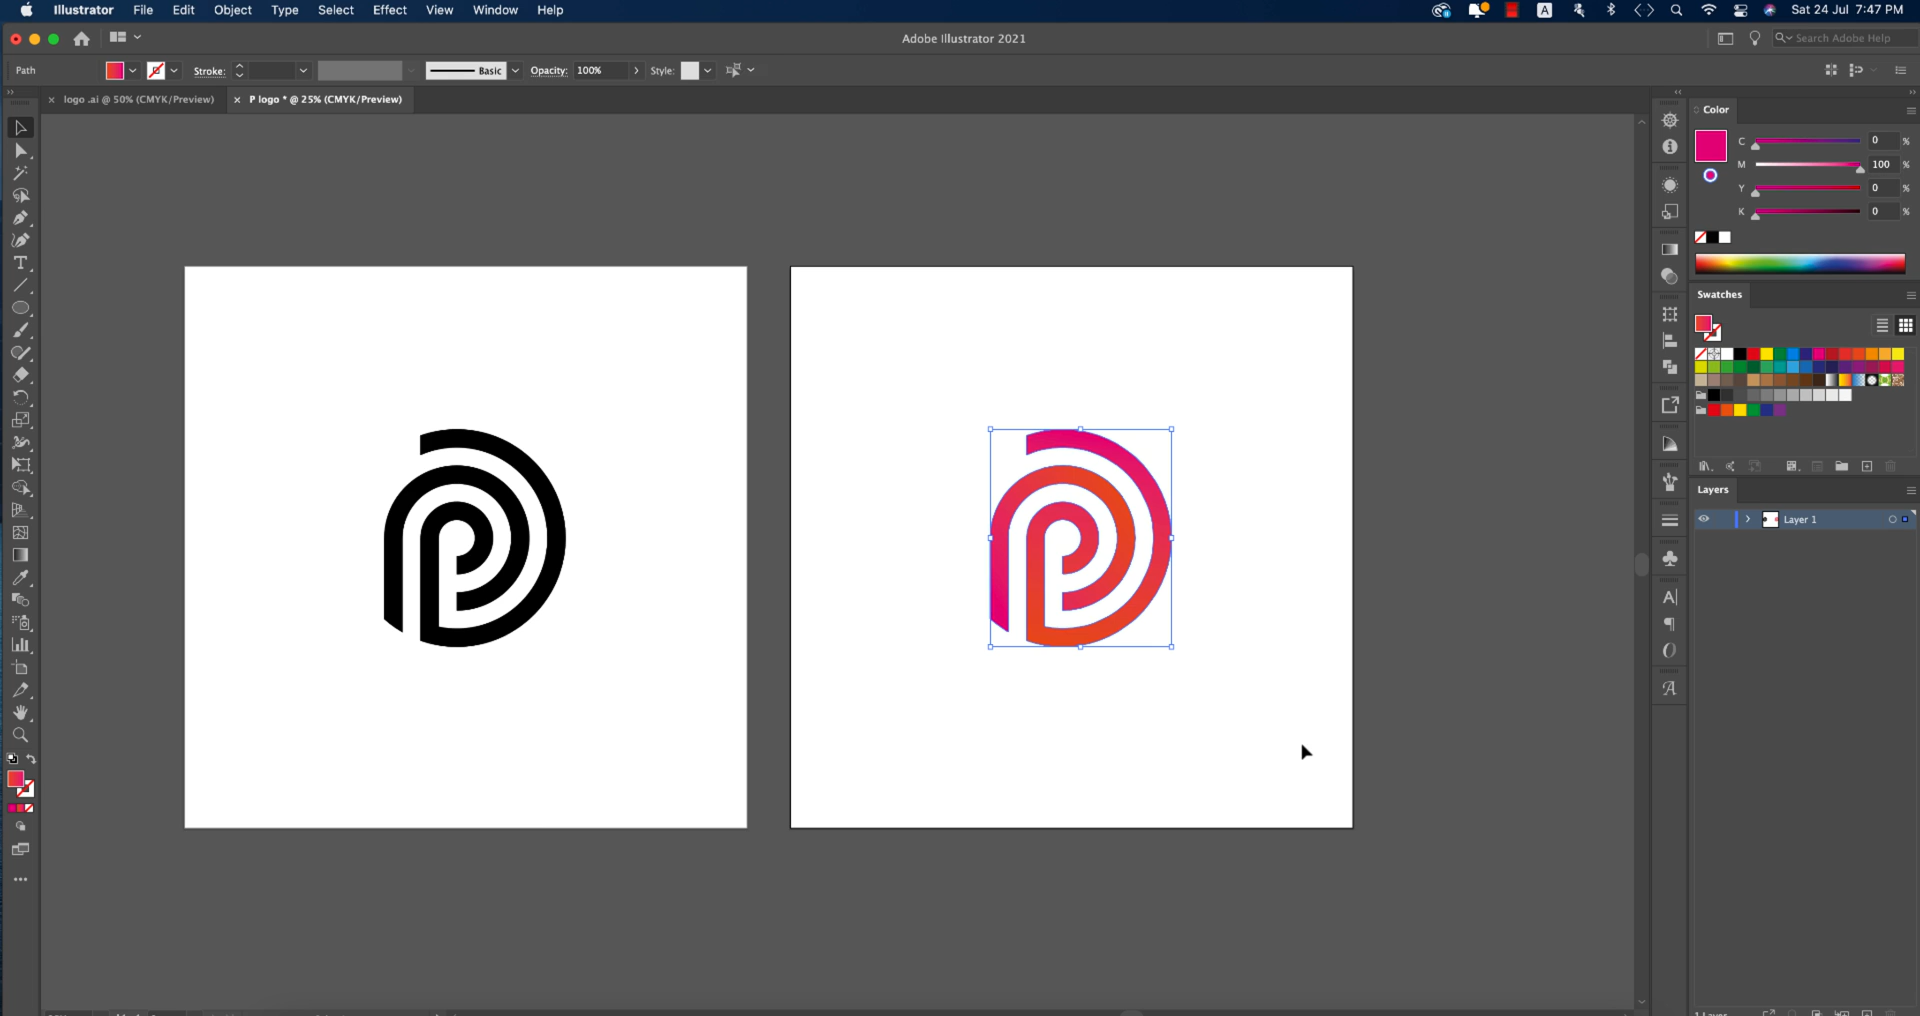 Illustrator File Edit Object Type Select Effect View Window Help
A
Sat 24 Jul 7:47 PM
Adobe Illustrator 2021
Search Adobe Help
Path
Stroke:
Basic
Opacity: 100%
Style:
logo .ai @ 50% (CMYK/Preview)
P logo * @ 25% (CMYK/Preview)
Color
C 0 %
M 100 %
Y 0 %
K 0 %
Swatches
Layers
Layer 1